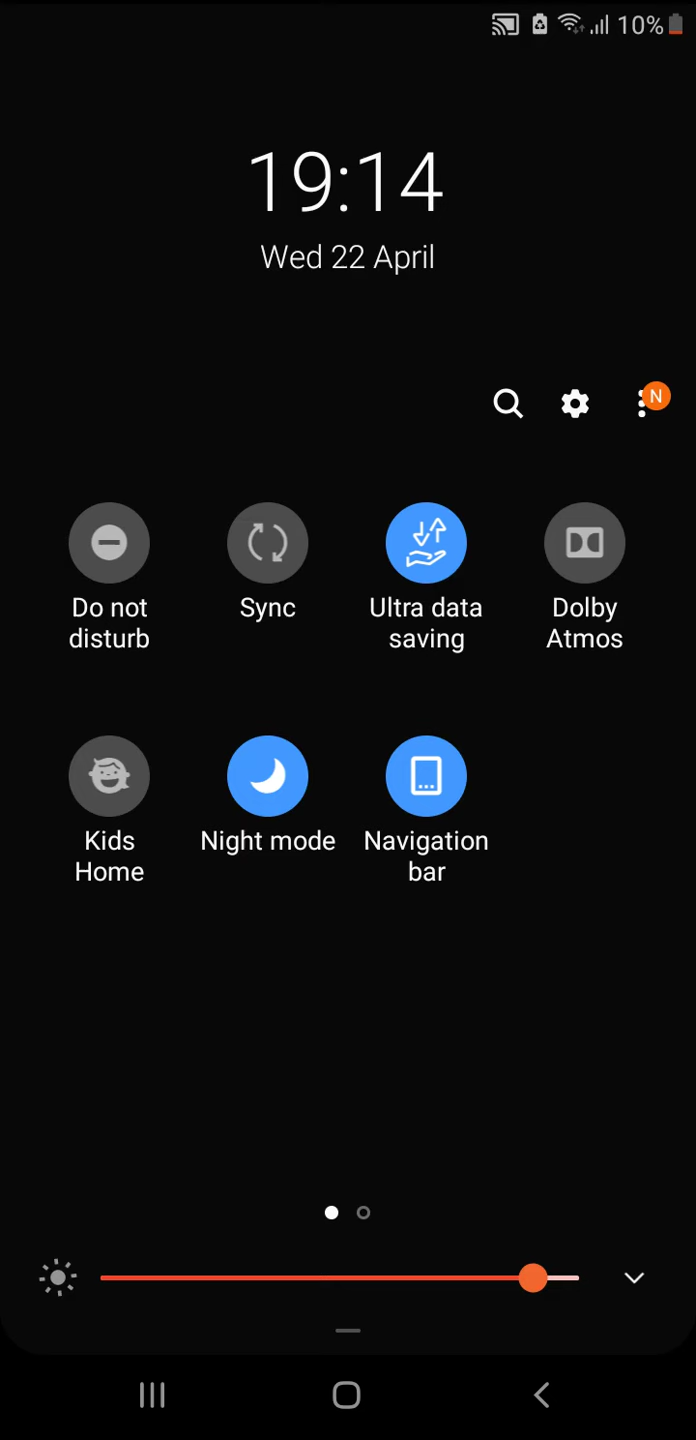 10%
19:14
Wed 22 April
N
Do not
disturb
Sync
Ultra data
saving
Dolby
Atmos
Kids
Home
Night mode
Navigation
bar